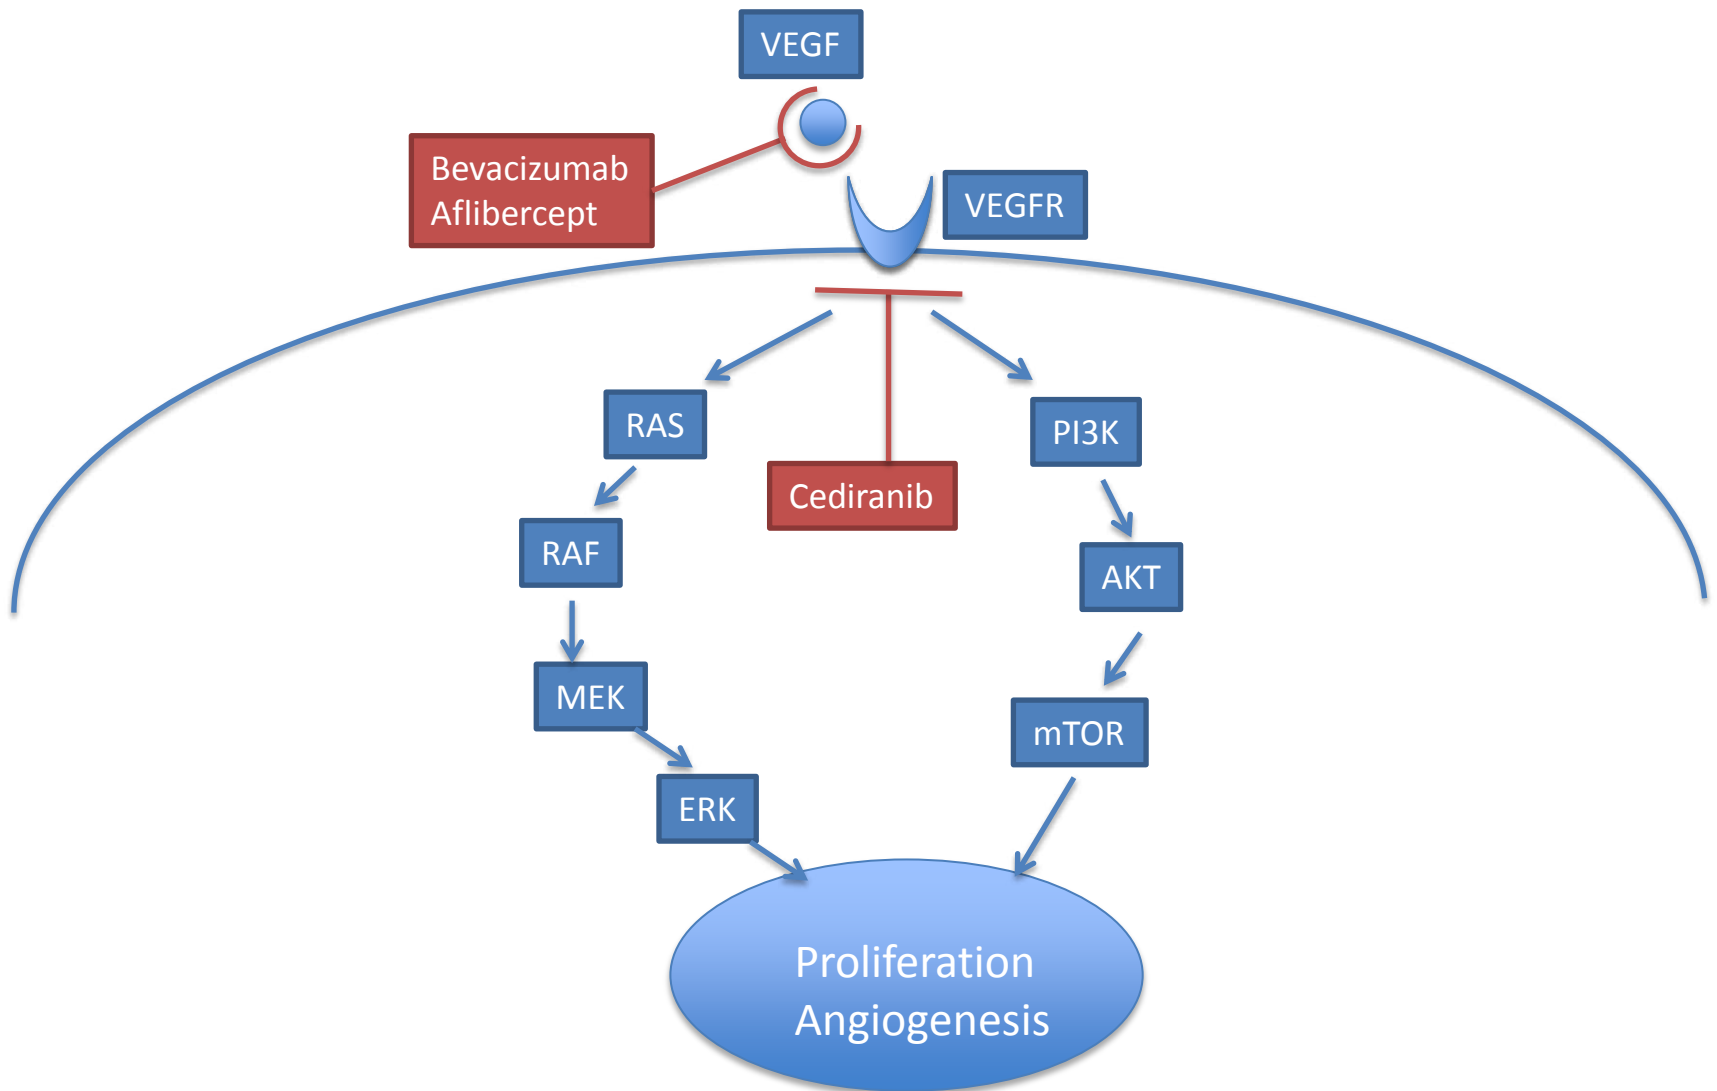 VEGF
Bevacizumab
Aflibercept
VEGFR
RAS
PI3K
Cediranib
RAF
AKT
MEK
mTOR
ERK
Proliferation
Angiogenesis